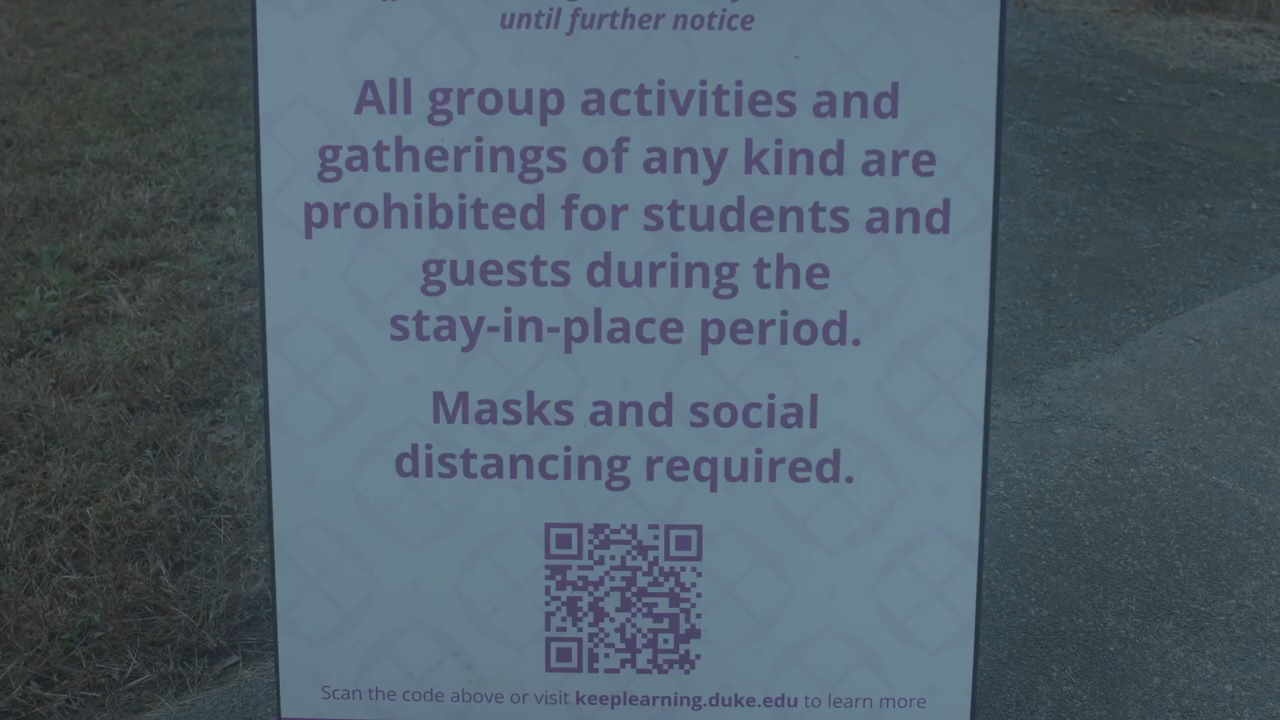 until further notice
All group activities and
gatherings of any kind are
prohibited for students and
guests during the
stay-in-place period.
Masks and social
distancing required.
Scan the code above or visit keeplearning.duke.edu to learn more